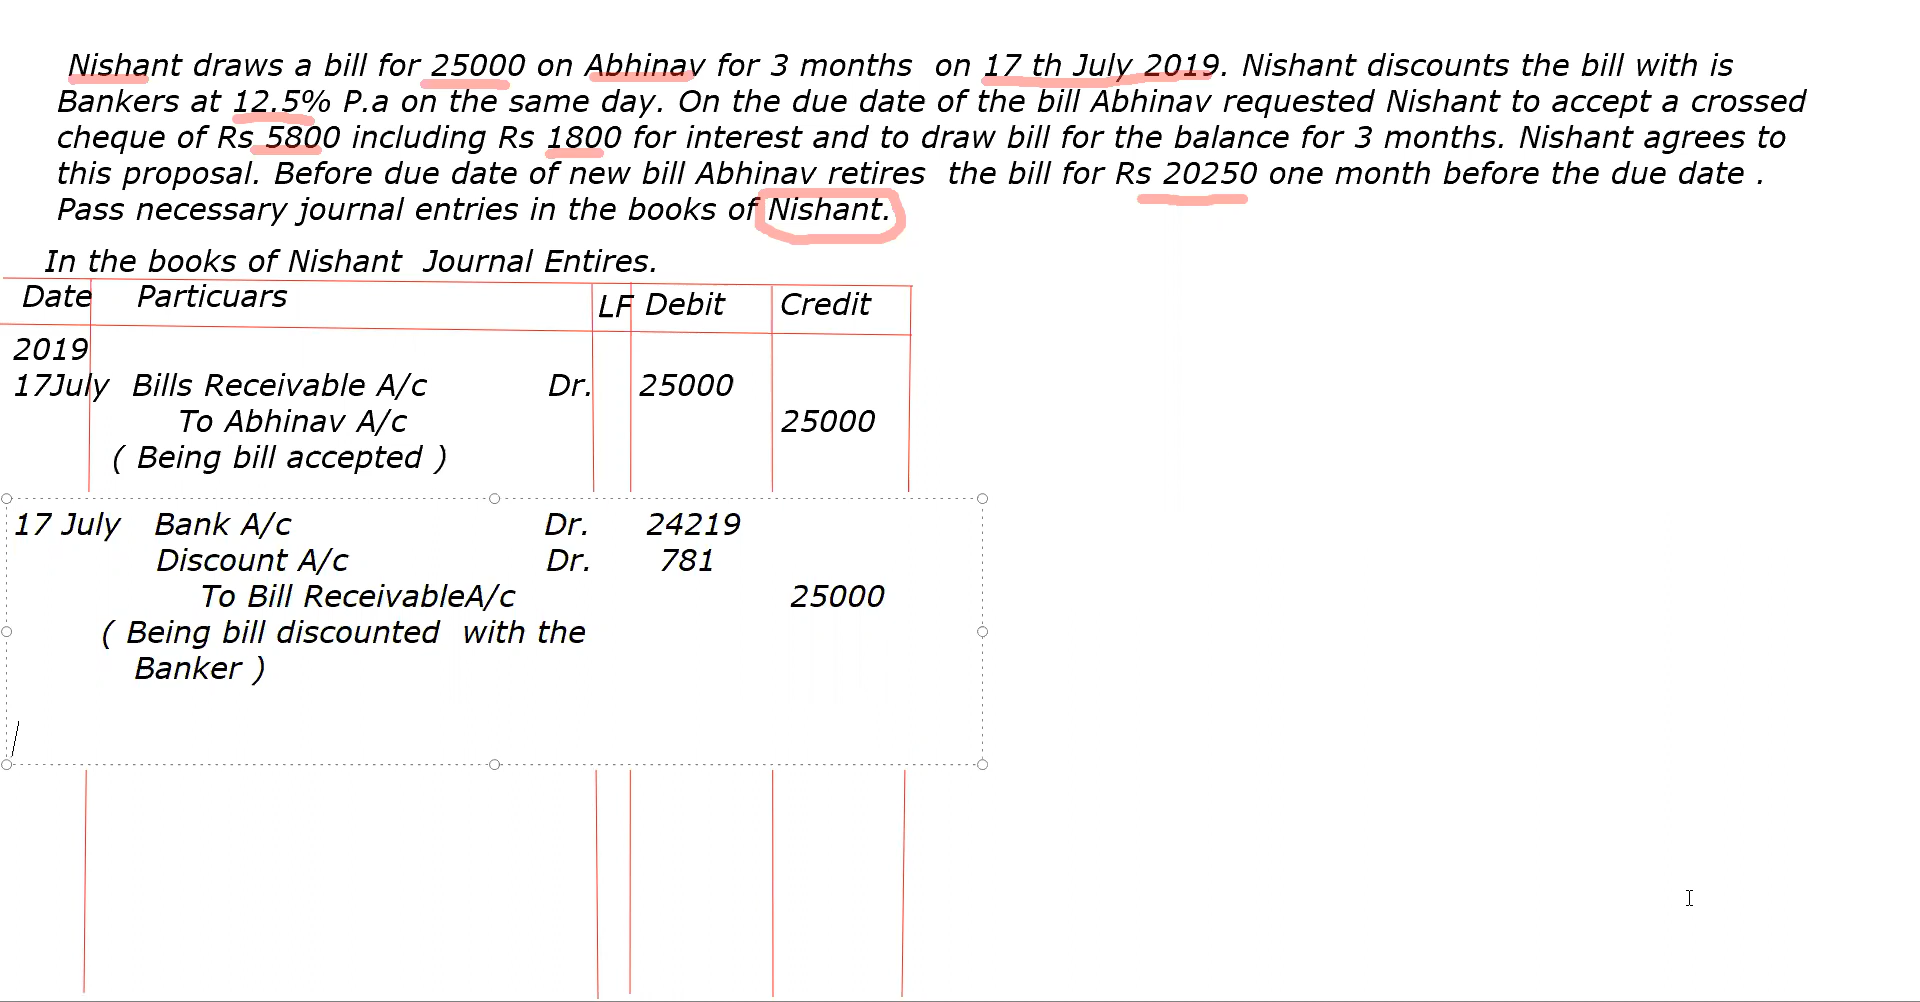 Nishant draws a bill for 25000 on Abhinav for 3 months on 17 th July 2019. Nishant discounts the bill with is
Bankers at 12.5% P.a on the same day. On the due date of the bill Abhinav requested Nishant to accept a crossed
cheque of Rs 5800 including Rs 1800 for interest and to draw bill for the balance for 3 months. Nishant agrees to
this proposal. Before due date of new bill Abhinav retires the bill for Rs 20250 one month before the due date .
Pass necessary journal entries in the books of Nishant.
In the books of Nishant Journal Entires.
Date Particuars LF Debit Credit
2019
17July Bills Receivable A/c Dr. 25000
To Abhinav A/c 25000
( Being bill accepted )
17 July Bank A/c Dr. 24219
Discount A/c Dr. 781
To Bill ReceivableA/c 25000
( Being bill discounted with the
Banker )